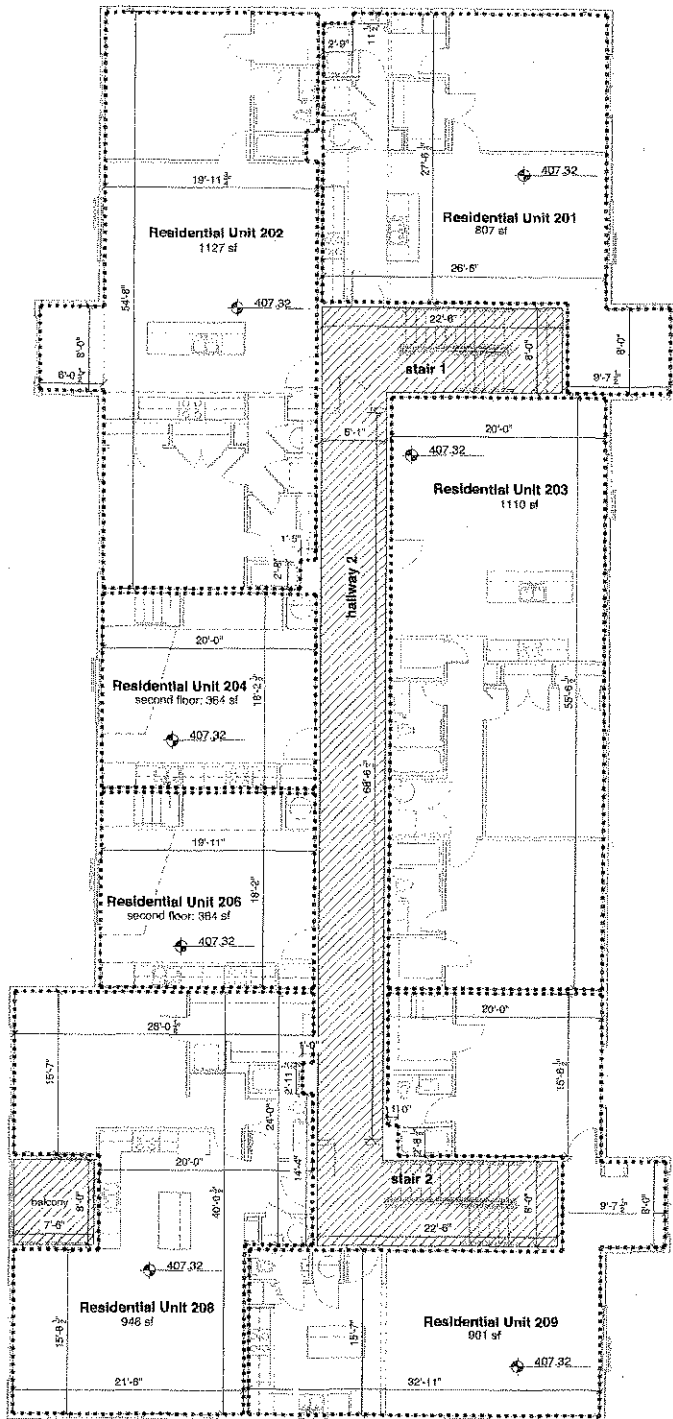 2'-9"
19'-11 3/4"
27'-6
407.32
Residential Unit 201
807 sf
Residential Unit 202
1127 sf
26'-6"
407.32
54'-8"
22'-6"
8'-0"
8'-0"
8'-0"
stair 1
9'-7 1/2"
5'-1"
20'-0"
407.32
Residential Unit 203
1110 sf
2'-8"
hallway 2
20'-0"
Residential Unit 204
second floor: 364 sf
18'-2 1/2"
407.32
55'-6 1/2"
68'-6 1/2"
19'-11"
Residential Unit 206
second floor: 364 sf
18'-2"
407.32
26'-0 1/2"
20'-0"
15'-7"
2'-11
24'-0"
15'-8 1/2"
1'-0"
20'-0"
14'-4"
stair 2
balcony
8'-0"
7'-6"
40'-0 1/2"
8'-0"
9'-7 1/2"
8'-0"
22'-6"
407.32
Residential Unit 208
946 sf
15'-8 1/2"
15'-7"
Residential Unit 209
901 sf
407.32
21'-6"
32'-11"